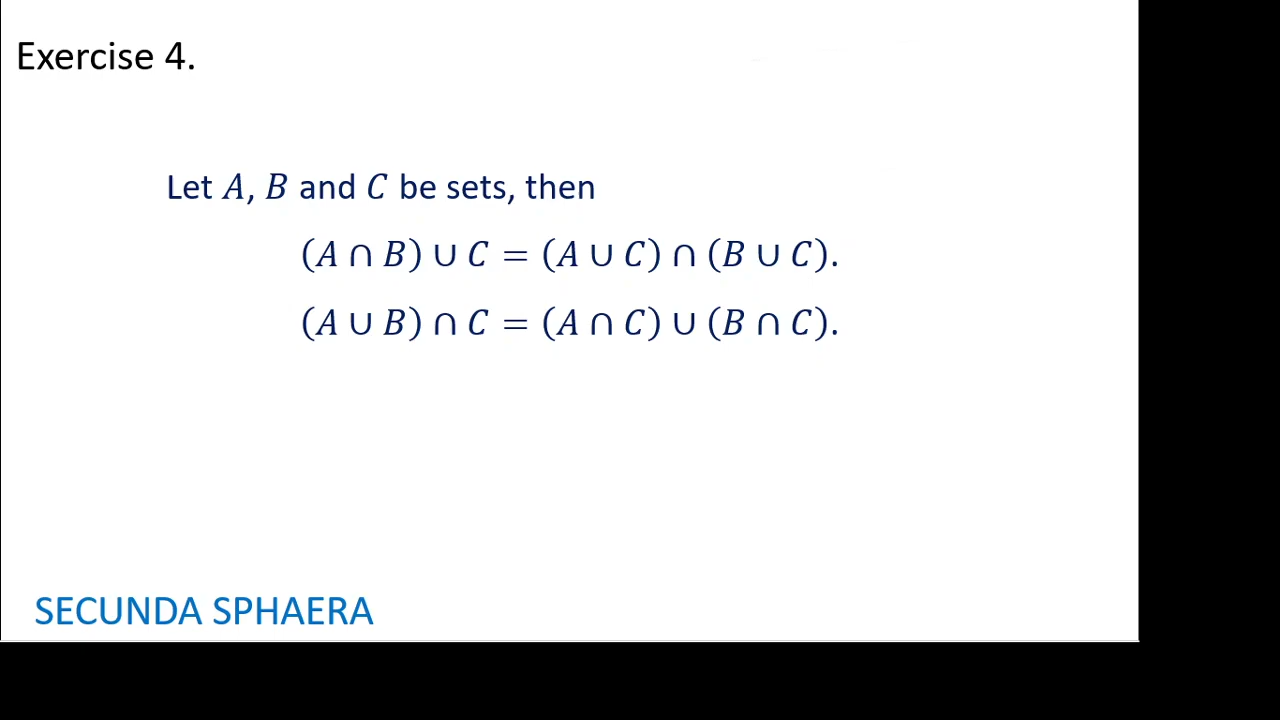 Exercise 4.
Let A, B and C be sets, then
(A ∩ B) ∪ C = (A ∪ C) ∩ (B ∪ C).
(A ∪ B) ∩ C = (A ∩ C) ∪ (B ∩ C).
SECUNDA SPHAERA